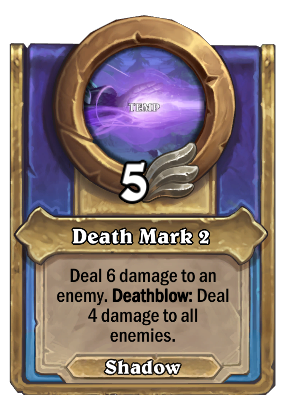 TEMP
5
Death Mark 2
Deal 6 damage to an
enemy. Deathblow: Deal
4 damage to all
enemies.
Shadow